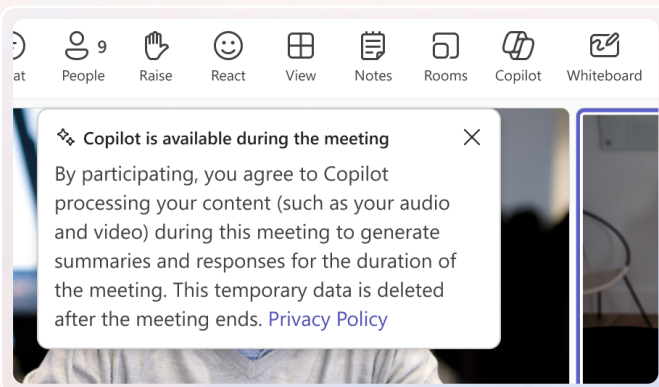 at
People 9
Raise
React
View
Notes
Rooms
Copilot
Whiteboard
Copilot is available during the meeting
By participating, you agree to Copilot
processing your content (such as your audio
and video) during this meeting to generate
summaries and responses for the duration of
the meeting. This temporary data is deleted
after the meeting ends. Privacy Policy